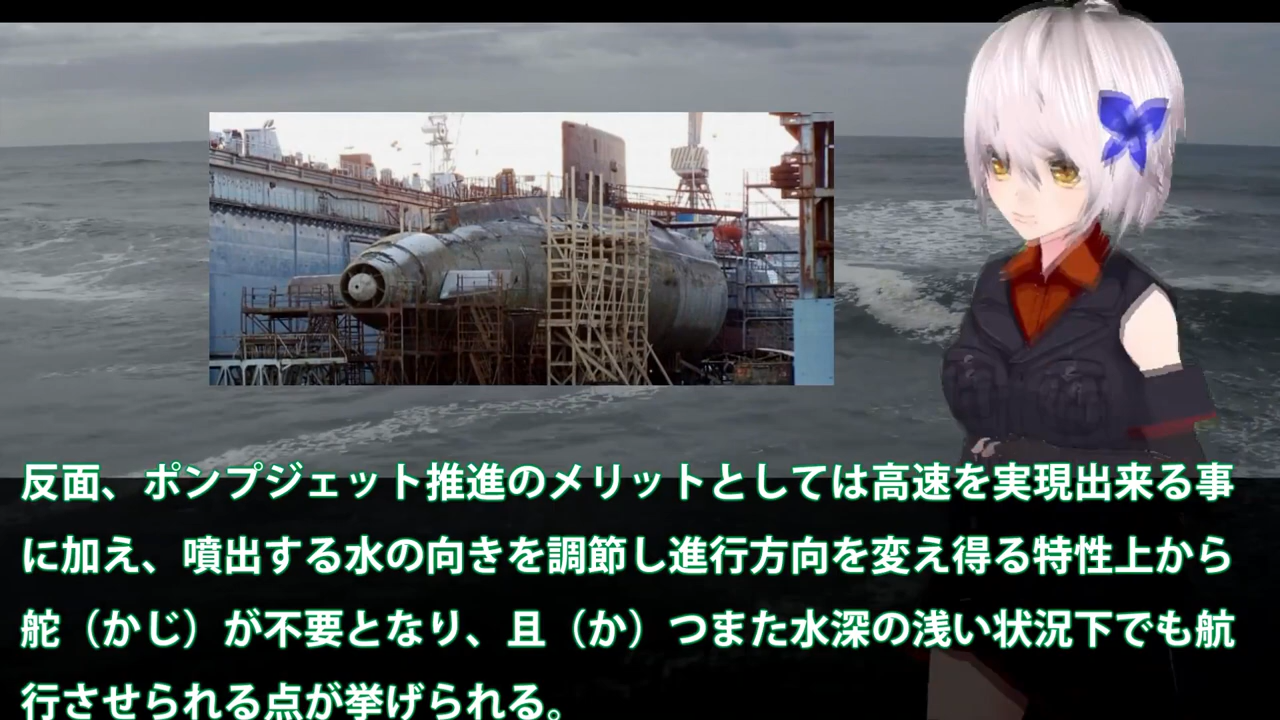 反面、ポンプジェット推進のメリットとしては高速を実現出来る事
に加え、噴出する水の向きを調節し進行方向を変え得る特性上から
舵（かじ）が不要となり、且（か）つまた水深の浅い状況下でも航
行させられる点が挙げられる。